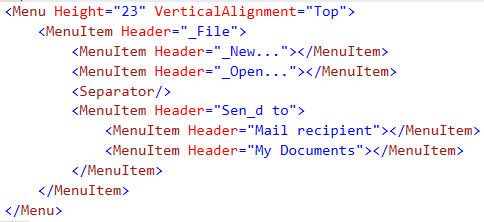 <Menu Height="23" VerticalAlignment="Top">
    <MenuItem Header="_File">
        <MenuItem Header="_New..."></MenuItem>
        <MenuItem Header="_Open..."></MenuItem>
        <Separator/>
        <MenuItem Header="Sen_d to">
            <MenuItem Header="Mail recipient"></MenuItem>
            <MenuItem Header="My Documents"></MenuItem>
        </MenuItem>
    </MenuItem>
</Menu>